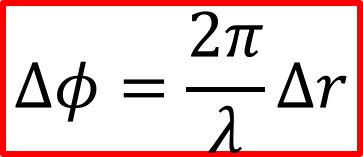 Δϕ = 2π/λ Δr